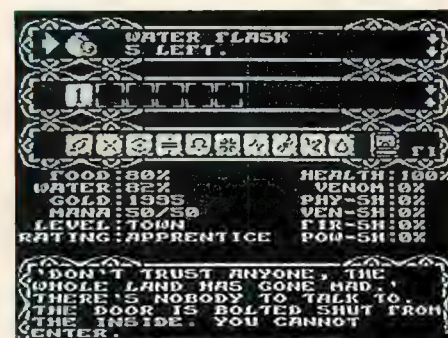 WATER FLASK
5 LEFT.
1
F1
FOOD:80% HEALTH:100%
WATER:82% VENOM:0%
GOLD 1995 PHY-SH:0%
MANA:50/50 VEN-SH:0%
LEVEL:TOWN FIR-SH:0%
RATING:APPRENTICE POW-SH:0%
'DON'T TRUST ANYONE, THE
WHOLE LAND HAS GONE MAD.'
THERE'S NOBODY TO TALK TO.
THE DOOR IS BOLTED SHUT FROM
THE INSIDE. YOU CANNOT
ENTER.